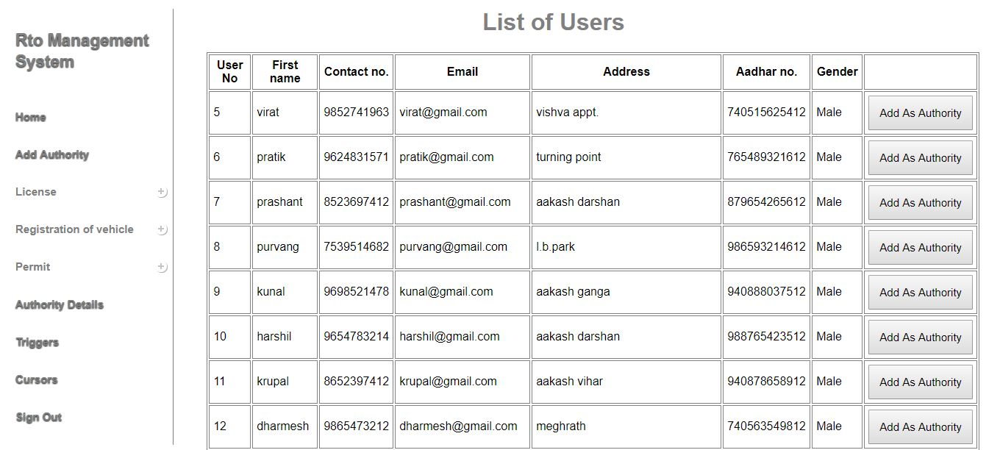 Rto Management
System
Home
Add Authority
License
Registration of vehicle
Permit
Authority Details
Triggers
Cursors
Sign Out
List of Users
User No First name Contact no. Email Address Aadhar no. Gender
5 virat 9852741963 virat@gmail.com vishva appt. 740515625412 Male Add As Authority
6 pratik 9624831571 pratik@gmail.com turning point 765489321612 Male Add As Authority
7 prashant 8523697412 prashant@gmail.com aakash darshan 879654265612 Male Add As Authority
8 purvang 7539514682 purvang@gmail.com l.b.park 986593214612 Male Add As Authority
9 kunal 9698521478 kunal@gmail.com aakash ganga 940888037512 Male Add As Authority
10 harshil 9654783214 harshil@gmail.com aakash darshan 988765423512 Male Add As Authority
11 krupal 8652397412 krupal@gmail.com aakash vihar 940878658912 Male Add As Authority
12 dharmesh 9865473212 dharmesh@gmail.com meghrath 740563549812 Male Add As Authority